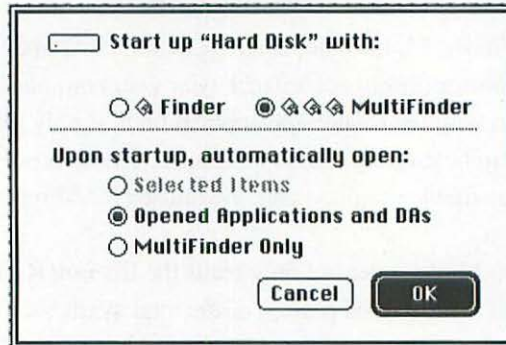 Start up “Hard Disk” with:
Finder MultiFinder
Upon startup, automatically open:
Selected Items
Opened Applications and DAs
MultiFinder Only
Cancel OK